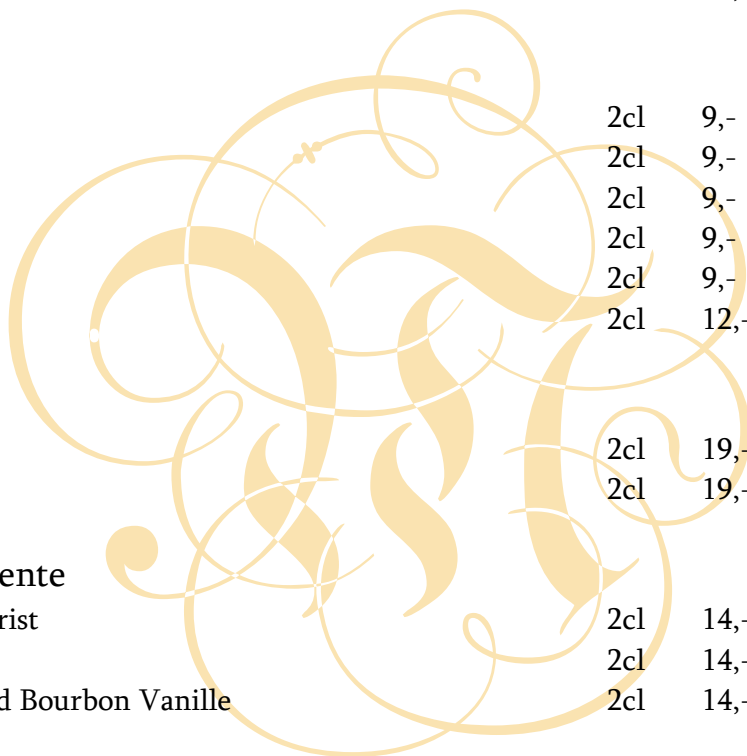 2cl 9,-
2cl 9,-
2cl 9,-
2cl 9,-
2cl 9,-
2cl 12,-
2cl 19,-
2cl 19,-
ente
rist 2cl 14,-
2cl 14,-
d Bourbon Vanille 2cl 14,-